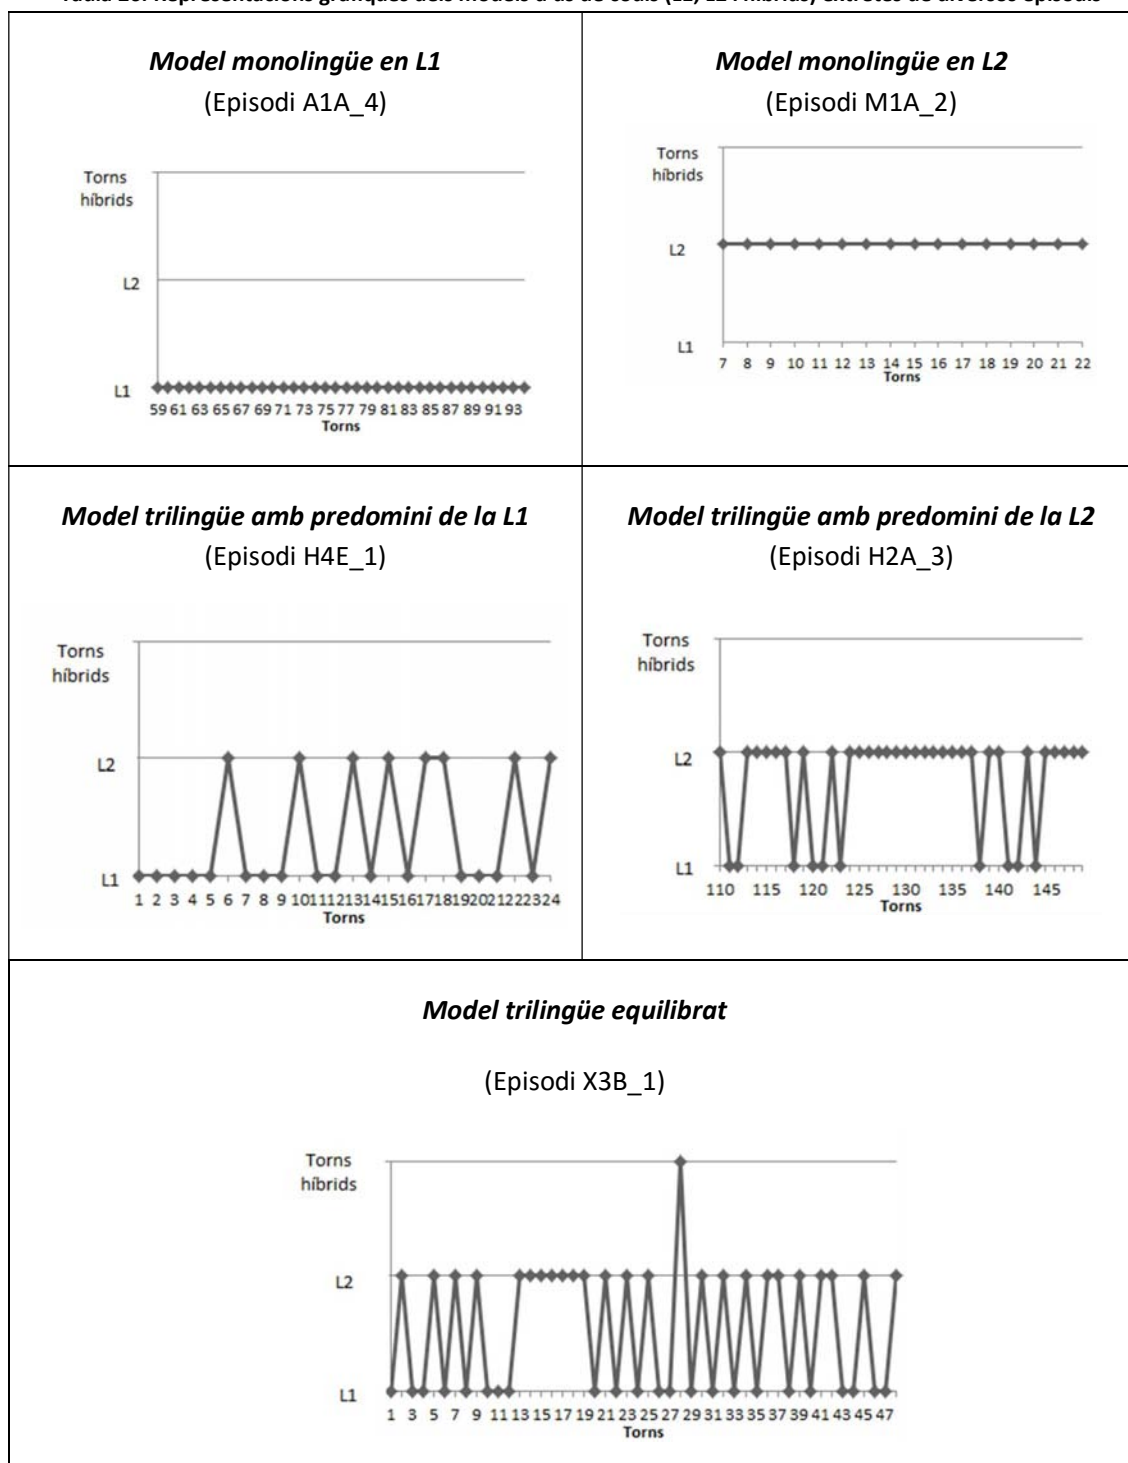 Model monolingüe en L1
(Episodi A1A_4)
Torns
híbrids
L2
L1
59 61 63 65 67 69 71 73 75 77 79 81 83 85 87 89 91 93
Torns
Model monolingüe en L2
(Episodi M1A_2)
Torns
híbrids
L2
L1
7 8 9 10 11 12 13 14 15 16 17 18 19 20 21 22
Torns
Model trilingüe amb predomini de la L1
(Episodi H4E_1)
Torns
híbrids
L2
L1
1 2 3 4 5 6 7 8 9 10 11 12 13 14 15 16 17 18 19 20 21 22 23 24
Torns
Model trilingüe amb predomini de la L2
(Episodi H2A_3)
Torns
híbrids
L2
L1
110 115 120 125 130 135 140 145
Torns
Model trilingüe equilibrat
(Episodi X3B_1)
Torns
híbrids
L2
L1
1 3 5 7 9 11 13 15 17 19 21 23 25 27 29 31 33 35 37 39 41 43 45 47
Torns